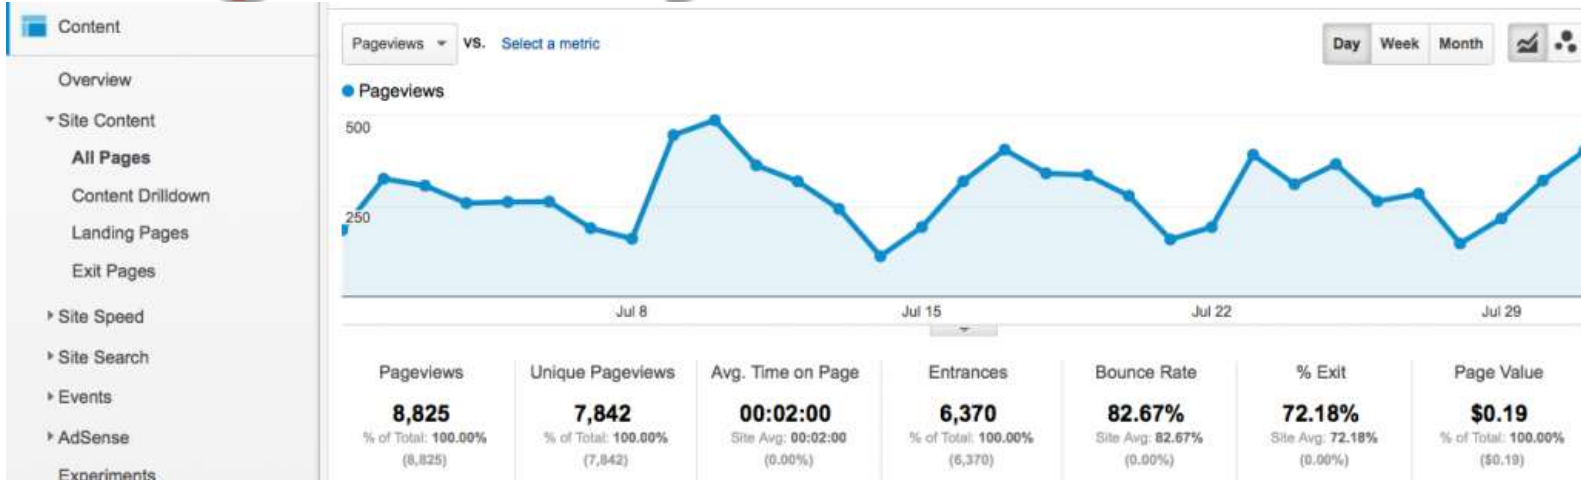 Content
Overview
Site Content
All Pages
Content Drilldown
Landing Pages
Exit Pages
Site Speed
Site Search
Events
AdSense
Experiments
Pageviews VS. Select a metric
Day Week Month
Pageviews
500
250
Jul 8 Jul 15 Jul 22 Jul 29
Pageviews Unique Pageviews Avg. Time on Page Entrances Bounce Rate % Exit Page Value
8,825 7,842 00:02:00 6,370 82.67% 72.18% $0.19
% of Total: 100.00% % of Total: 100.00% Site Avg: 00:02:00 % of Total: 100.00% Site Avg: 82.67% Site Avg: 72.18% % of Total: 100.00%
(8,825) (7,842) (0.00%) (6,370) (0.00%) (0.00%) ($0.19)